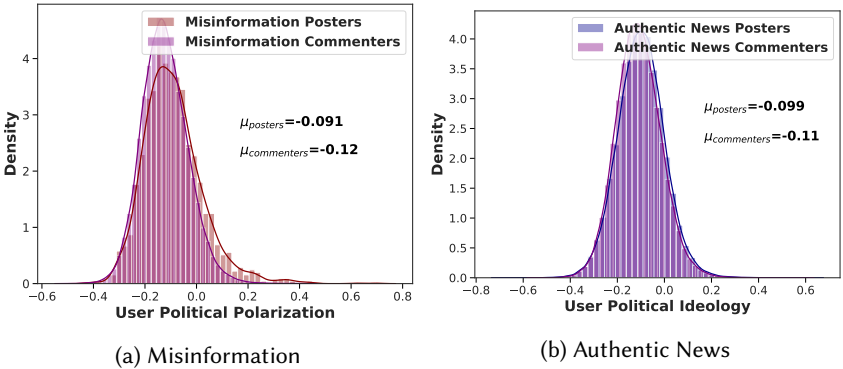 Misinformation Posters
Misinformation Commenters
μposters=-0.091
μcommenters=-0.12
Density
4
3
2
1
0
−0.6 −0.4 −0.2 0.0 0.2 0.4 0.6 0.8
User Political Polarization
(a) Misinformation
Authentic News Posters
Authentic News Commenters
μposters=-0.099
μcommenters=-0.11
Density
4.0
3.5
3.0
2.5
2.0
1.5
1.0
0.5
0.0
−0.8 −0.6 −0.4 −0.2 0.0 0.2 0.4 0.6
User Political Ideology
(b) Authentic News